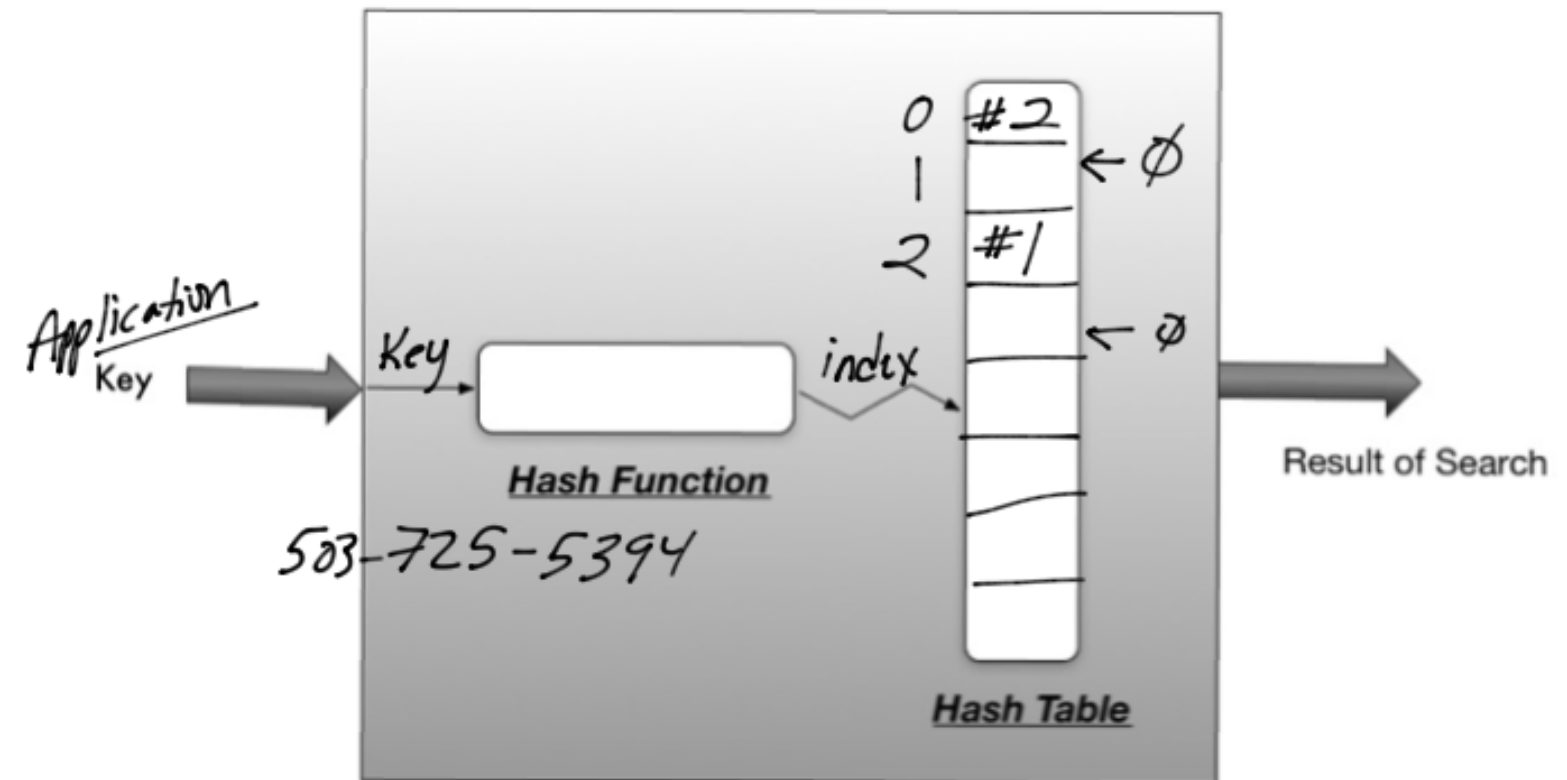 0 #2
← ∅
1
2 #1
Application
Key
Key
index
← ∅
Hash Function
Result of Search
503-725-5394
Hash Table